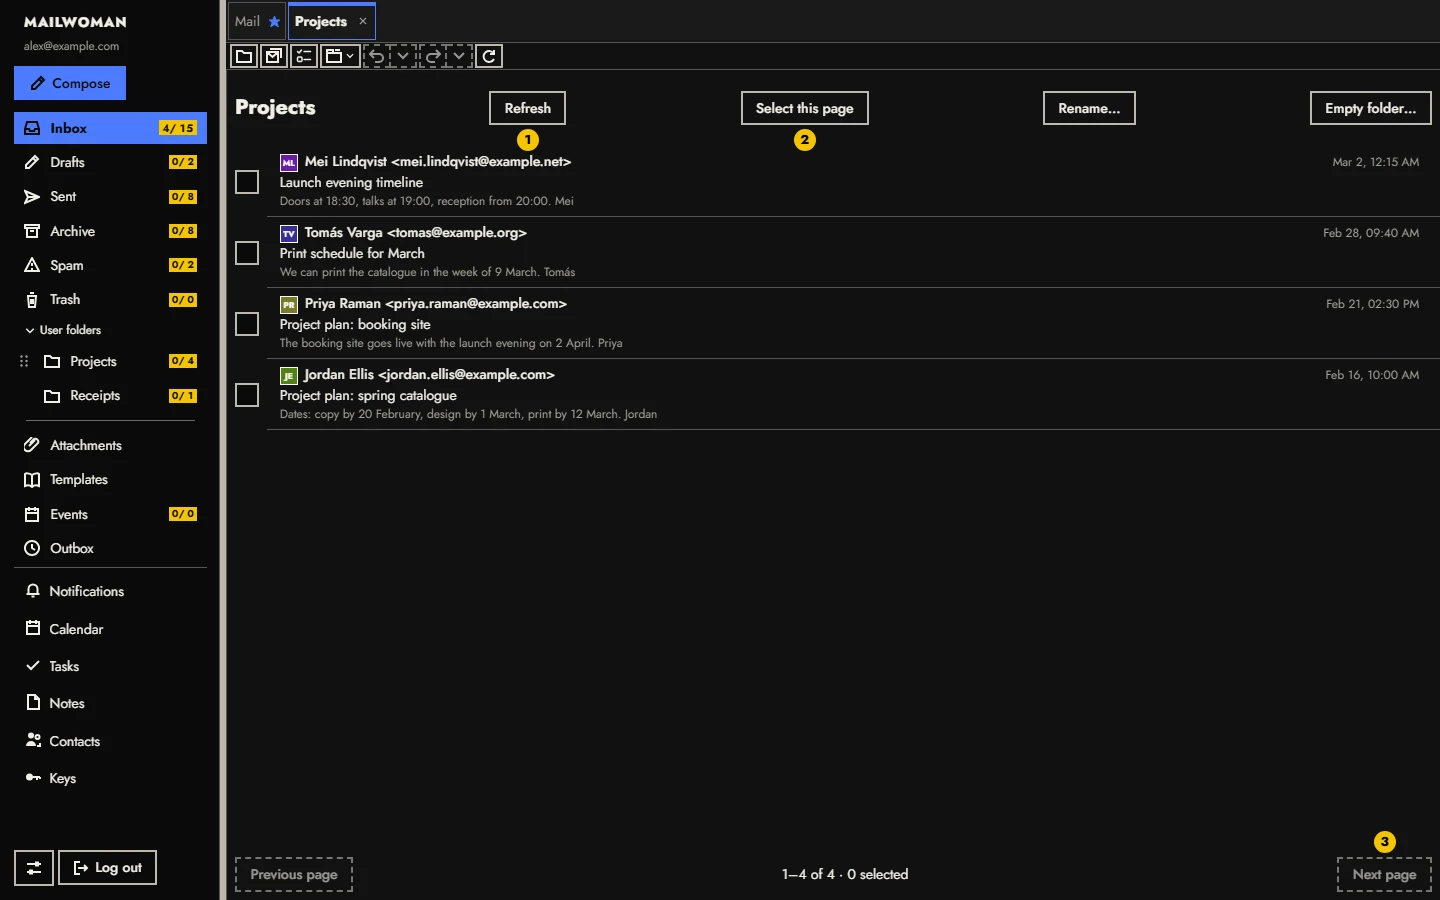 MAILWOMAN
alex@example.com
Compose
Inbox 4/ 15
Drafts 0/ 2
Sent 0/ 8
Archive 0/ 8
Spam 0/ 2
Trash 0/ 0
User folders
Projects 0/ 4
Receipts 0/ 1
Attachments
Templates
Events 0/ 0
Outbox
Notifications
Calendar
Tasks
Notes
Contacts
Keys
Log out
Mail
Projects ×
Projects
Refresh
Select this page
Rename...
Empty folder...
1
2
ML Mei Lindqvist <mei.lindqvist@example.net> Mar 2, 12:15 AM
Launch evening timeline
Doors at 18:30, talks at 19:00, reception from 20:00. Mei
TV Tomás Varga <tomas@example.org> Feb 28, 09:40 AM
Print schedule for March
We can print the catalogue in the week of 9 March. Tomás
PR Priya Raman <priya.raman@example.com> Feb 21, 02:30 PM
Project plan: booking site
The booking site goes live with the launch evening on 2 April. Priya
JE Jordan Ellis <jordan.ellis@example.com> Feb 16, 10:00 AM
Project plan: spring catalogue
Dates: copy by 20 February, design by 1 March, print by 12 March. Jordan
3
Previous page
1–4 of 4 · 0 selected
Next page